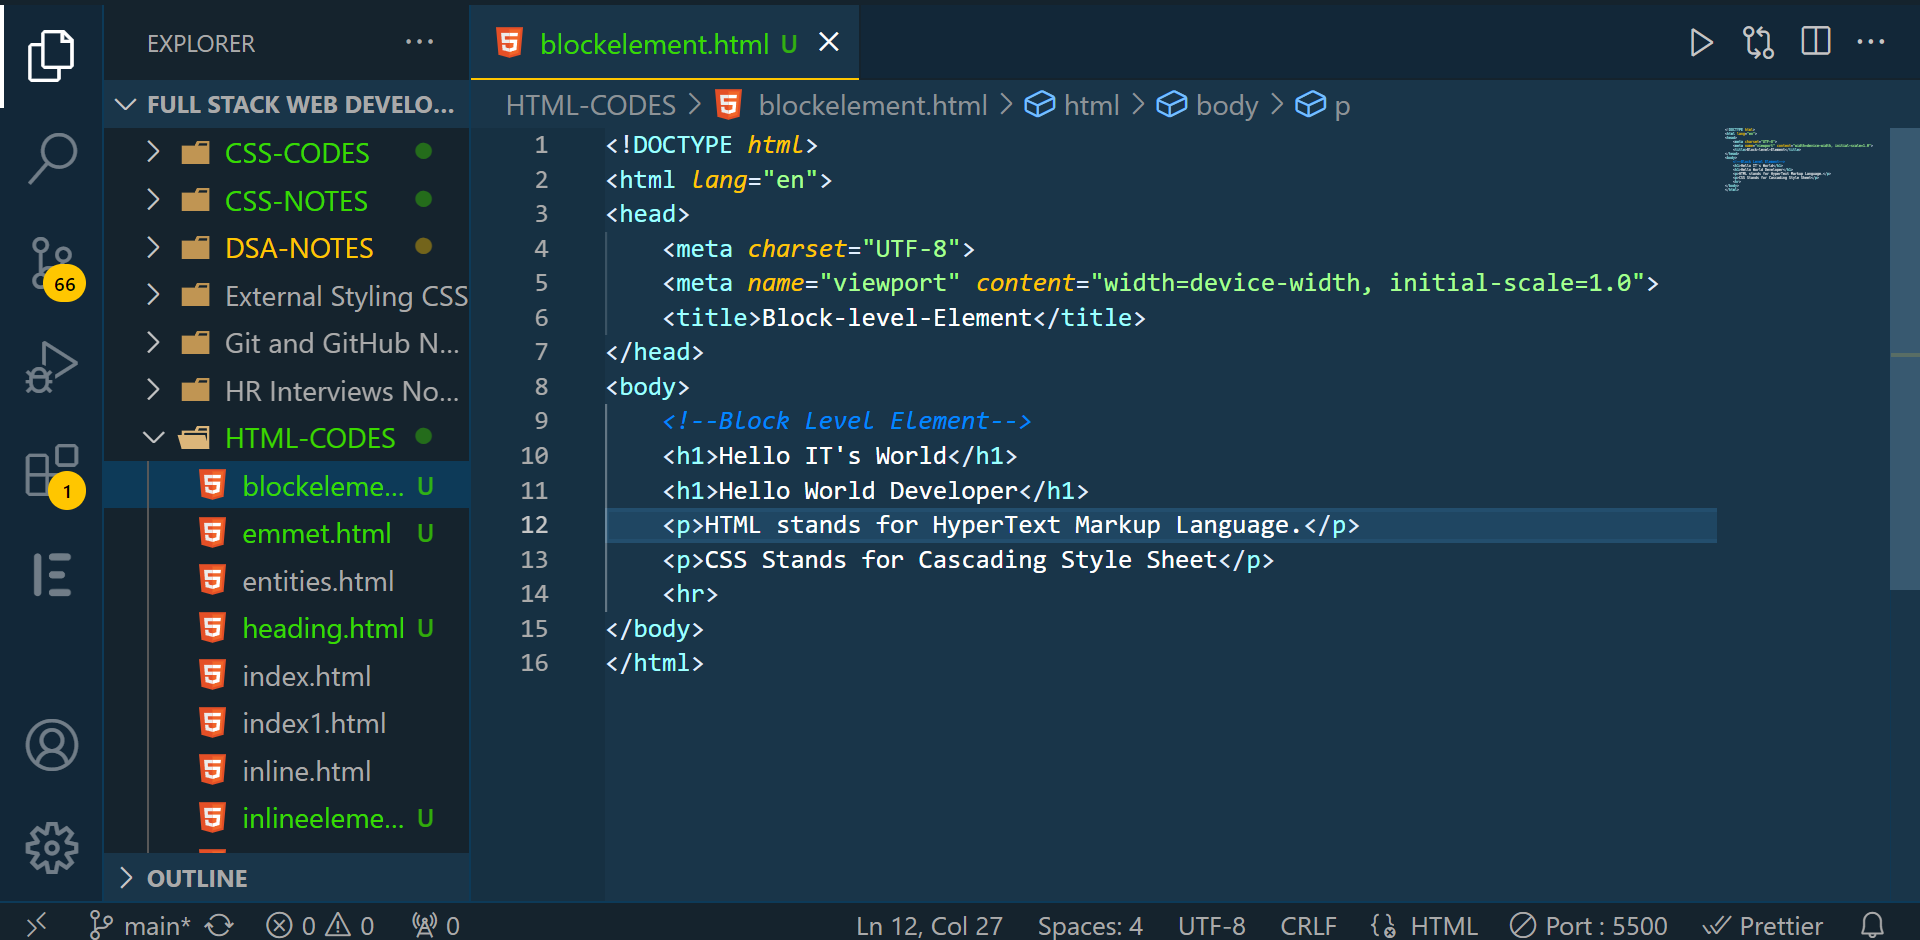 EXPLORER
FULL STACK WEB DEVELO...
CSS-CODES
CSS-NOTES
DSA-NOTES
External Styling CSS
Git and GitHub N...
HR Interviews No...
HTML-CODES
blockeleme... U
emmet.html U
entities.html
heading.html U
index.html
index1.html
inline.html
inlineeleme... U
OUTLINE
66
1
blockelement.html U
HTML-CODES > blockelement.html > html > body > p
1 <!DOCTYPE html>
2 <html lang="en">
3 <head>
4     <meta charset="UTF-8">
5     <meta name="viewport" content="width=device-width, initial-scale=1.0">
6     <title>Block-level-Element</title>
7 </head>
8 <body>
9     <!--Block Level Element-->
10     <h1>Hello IT's World</h1>
11     <h1>Hello World Developer</h1>
12     <p>HTML stands for HyperText Markup Language.</p>
13     <p>CSS Stands for Cascading Style Sheet</p>
14     <hr>
15 </body>
16 </html>
main* 0 0 0 Ln 12, Col 27 Spaces: 4 UTF-8 CRLF HTML Port : 5500 Prettier